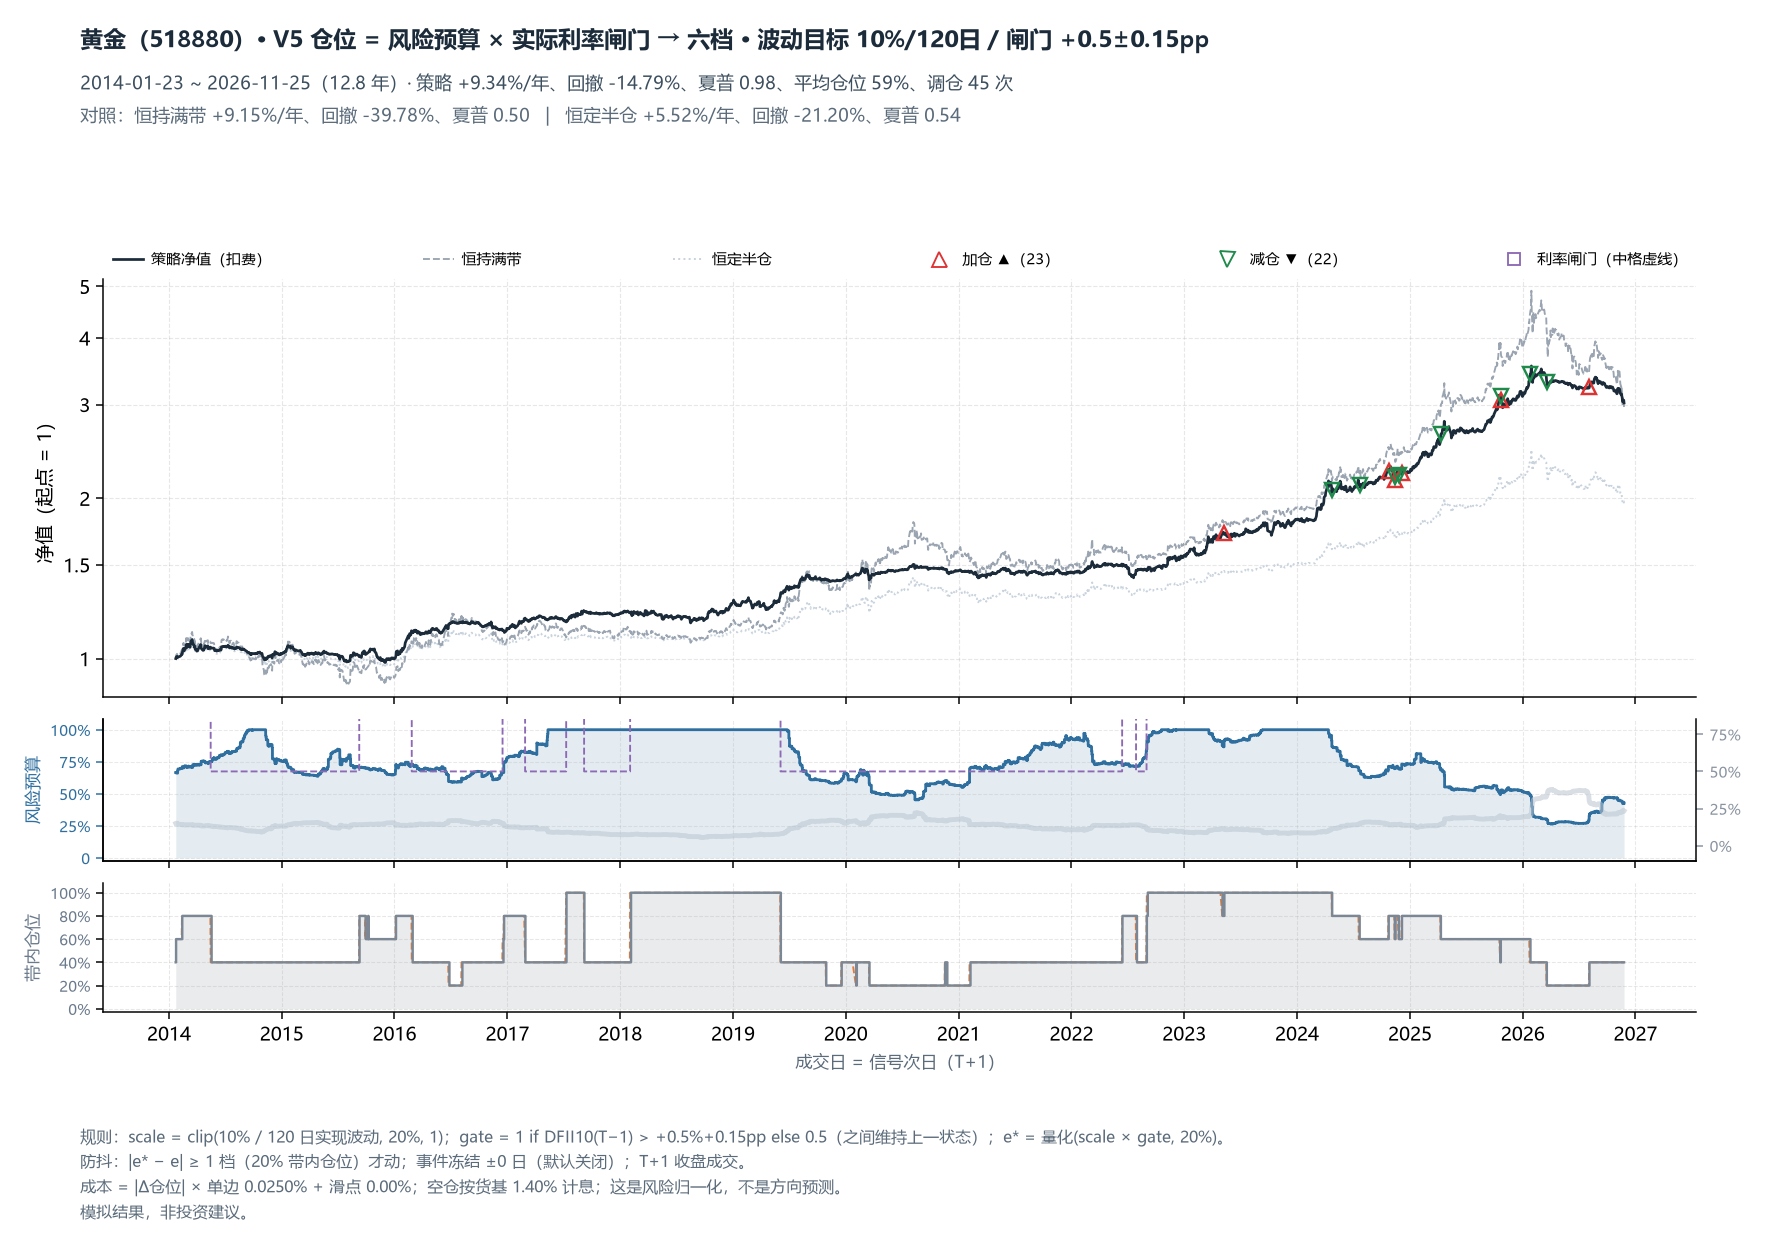 黄金（518880）• V5 仓位 = 风险预算 × 实际利率闸门 → 六档 • 波动目标 10%/120日 / 闸门 +0.5±0.15pp
2014-01-23 ~ 2026-11-25（12.8 年）· 策略 +9.34%/年、回撤 -14.79%、夏普 0.98、平均仓位 59%、调仓 45 次
对照：恒持满带 +9.15%/年、回撤 -39.78%、夏普 0.50 | 恒定半仓 +5.52%/年、回撤 -21.20%、夏普 0.54
策略净值（扣费）
恒持满带
恒定半仓
加仓 ▲（23）
减仓 ▼（22）
利率闸门（中格虚线）
净值（起点 = 1）
5
4
3
2
1.5
1
风险预算
100%
75%
50%
25%
0
75%
50%
25%
0%
带内仓位
100%
80%
60%
40%
20%
0%
2014 2015 2016 2017 2018 2019 2020 2021 2022 2023 2024 2025 2026 2027
成交日 = 信号次日（T+1）
规则：scale = clip(10% / 120 日实现波动, 20%, 1)；gate = 1 if DFII10(T−1) > +0.5%+0.15pp else 0.5（之间维持上一状态）；e* = 量化(scale × gate, 20%)。
防抖：|e* − e| ≥ 1 档（20% 带内仓位）才动；事件冻结 ±0 日（默认关闭）；T+1 收盘成交。
成本 = |Δ仓位| × 单边 0.0250% + 滑点 0.00%；空仓按货基 1.40% 计息；这是风险归一化，不是方向预测。
模拟结果，非投资建议。